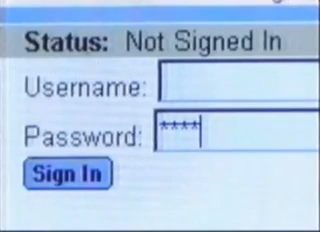 Status: Not Signed In
Username:
Password: ****
Sign In